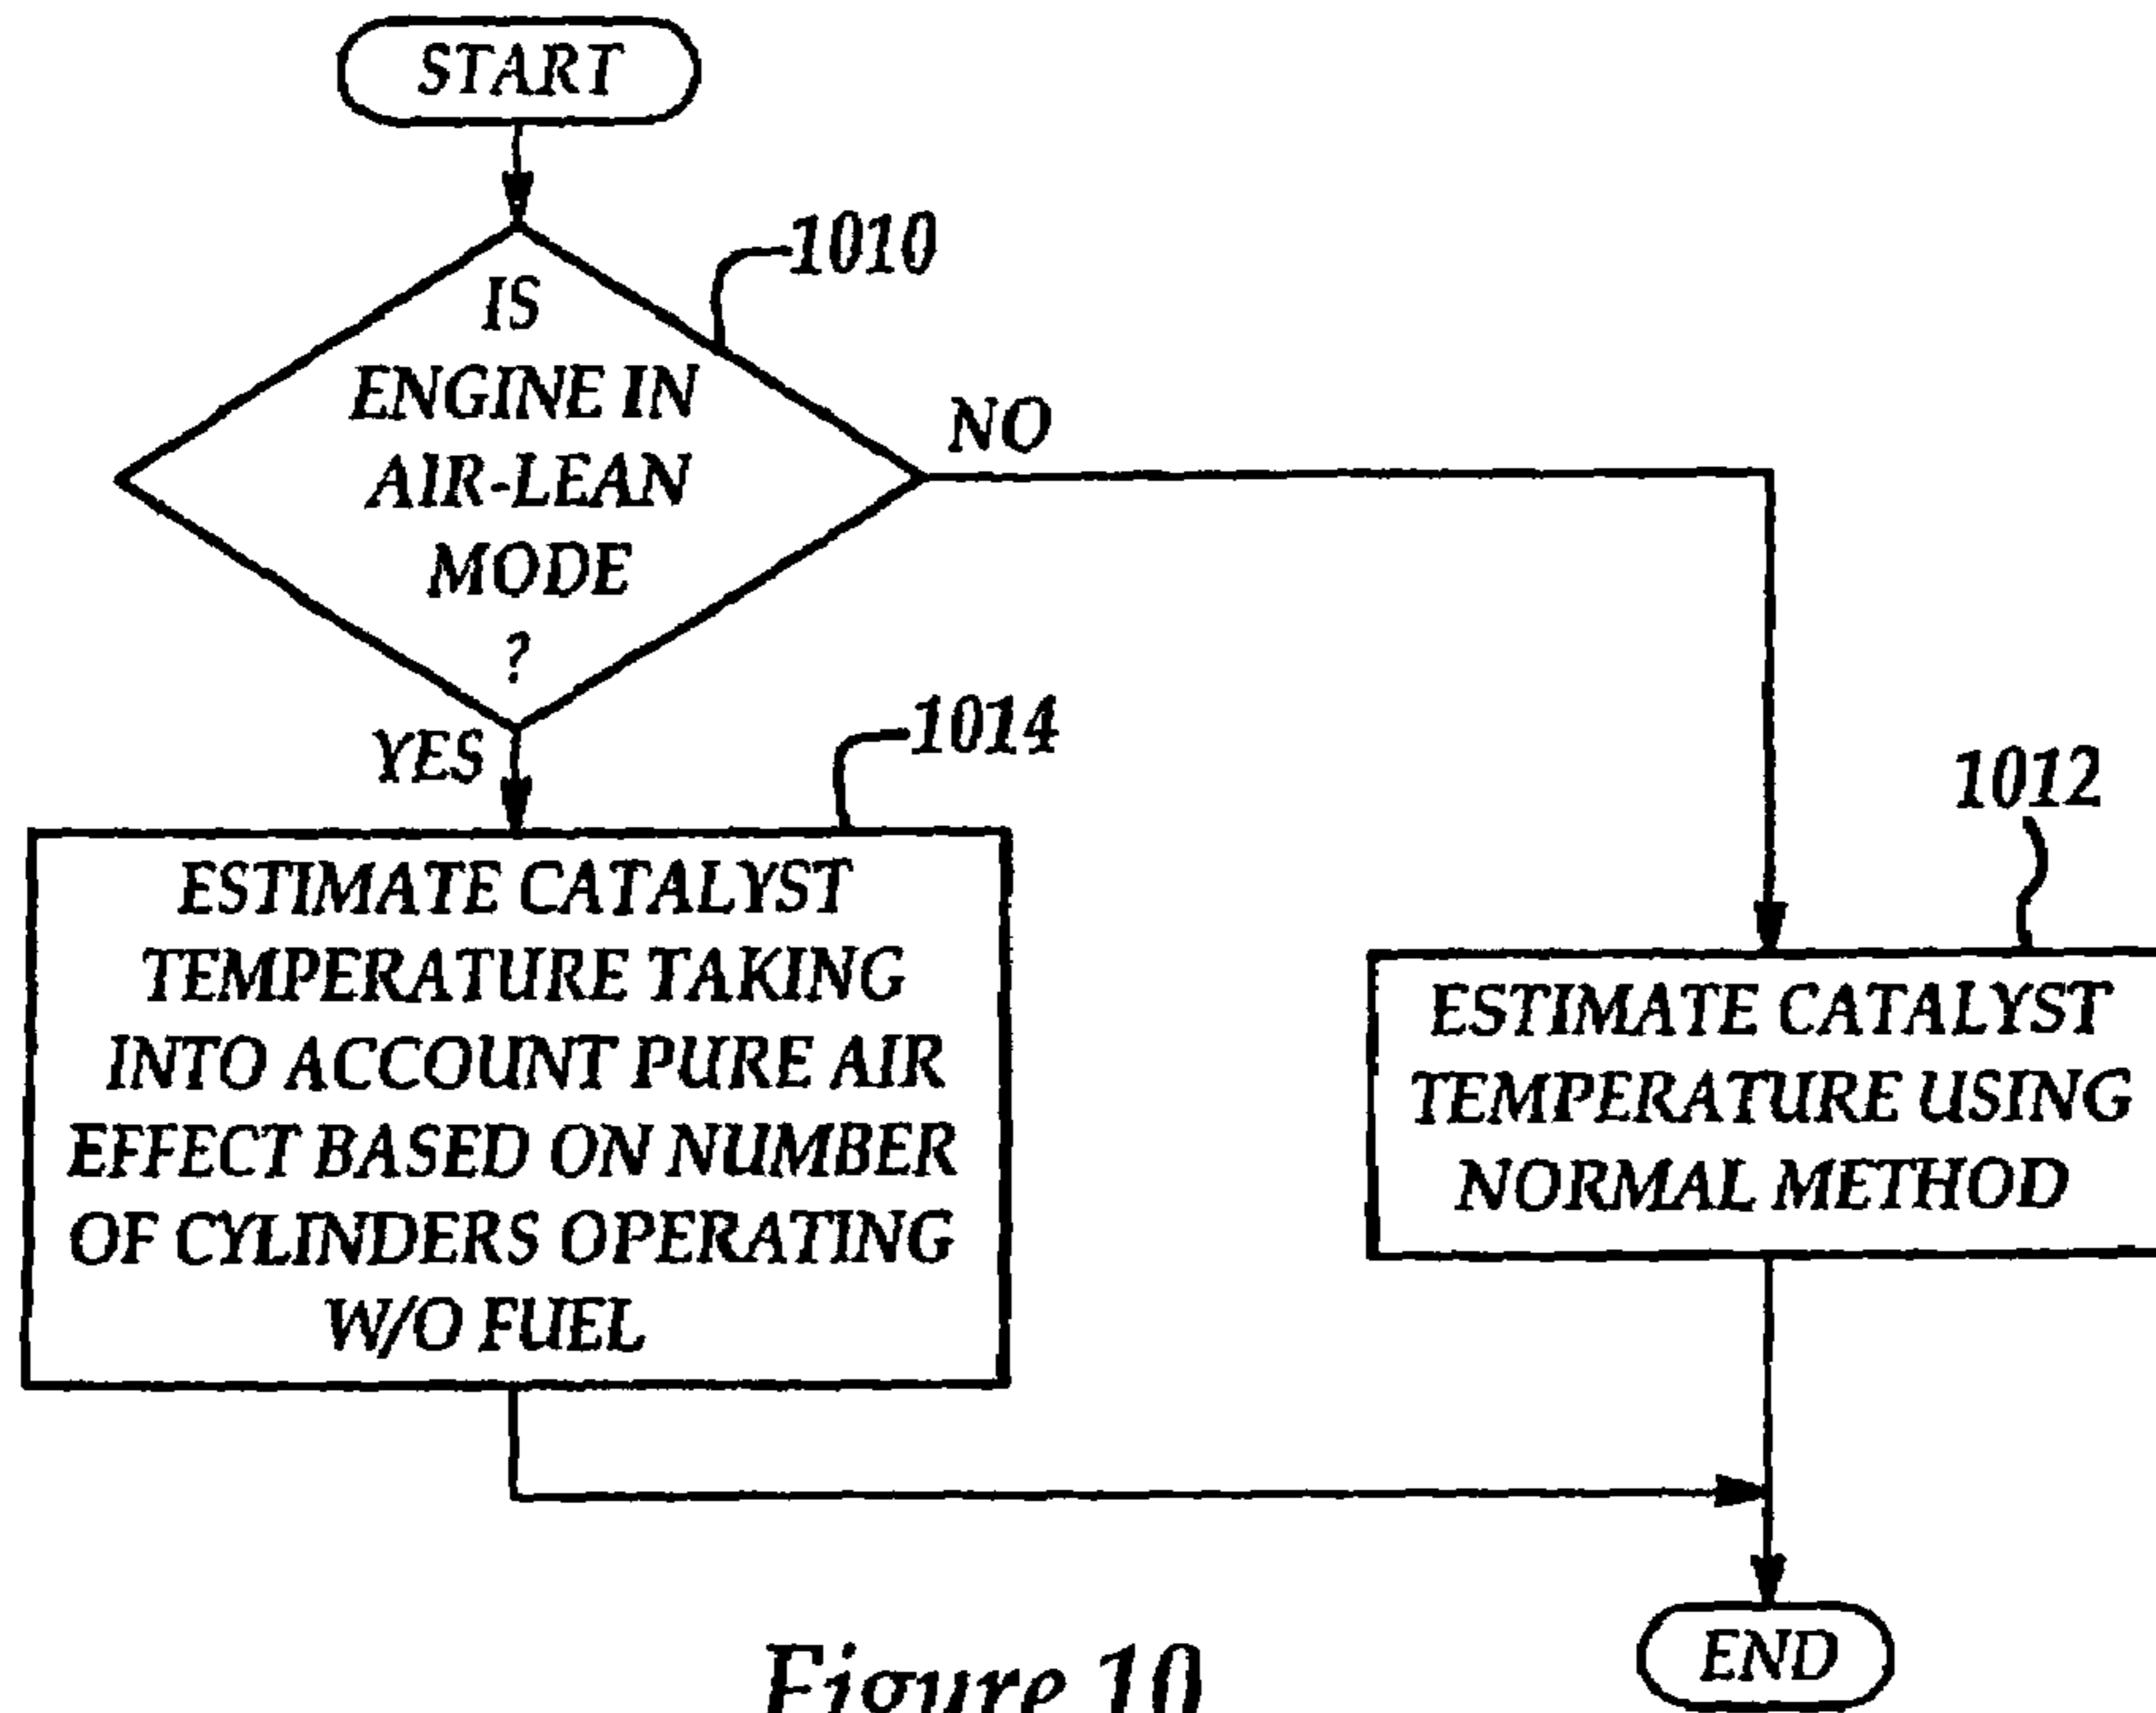 START
1010
IS
ENGINE IN
AIR-LEAN
MODE
?
NO
YES
1014
ESTIMATE CATALYST
TEMPERATURE TAKING
INTO ACCOUNT PURE AIR
EFFECT BASED ON NUMBER
OF CYLINDERS OPERATING
W/O FUEL
1012
ESTIMATE CATALYST
TEMPERATURE USING
NORMAL METHOD
END
Figure 10